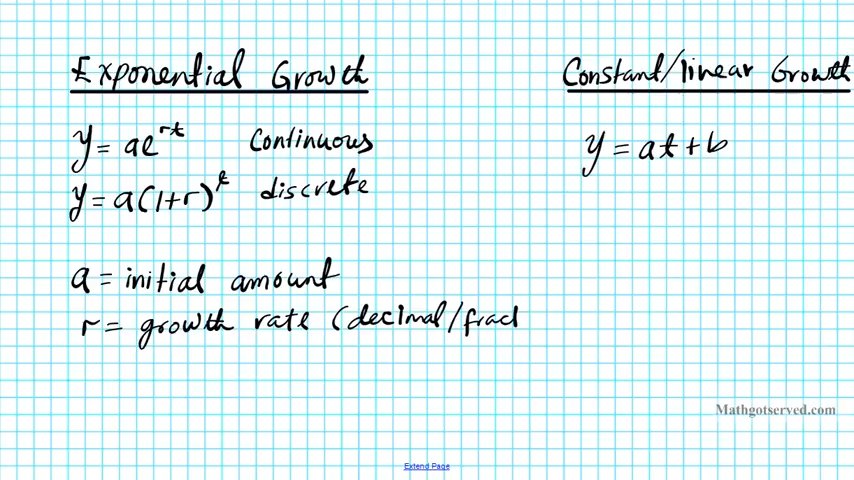 Exponential Growth
y = ae^rt continuous
y = a(1+r)^t discrete
a = initial amount
r = growth rate (decimal/frac
Constant/linear Growth
y = at + b
Mathgotserved.com
Extend Page